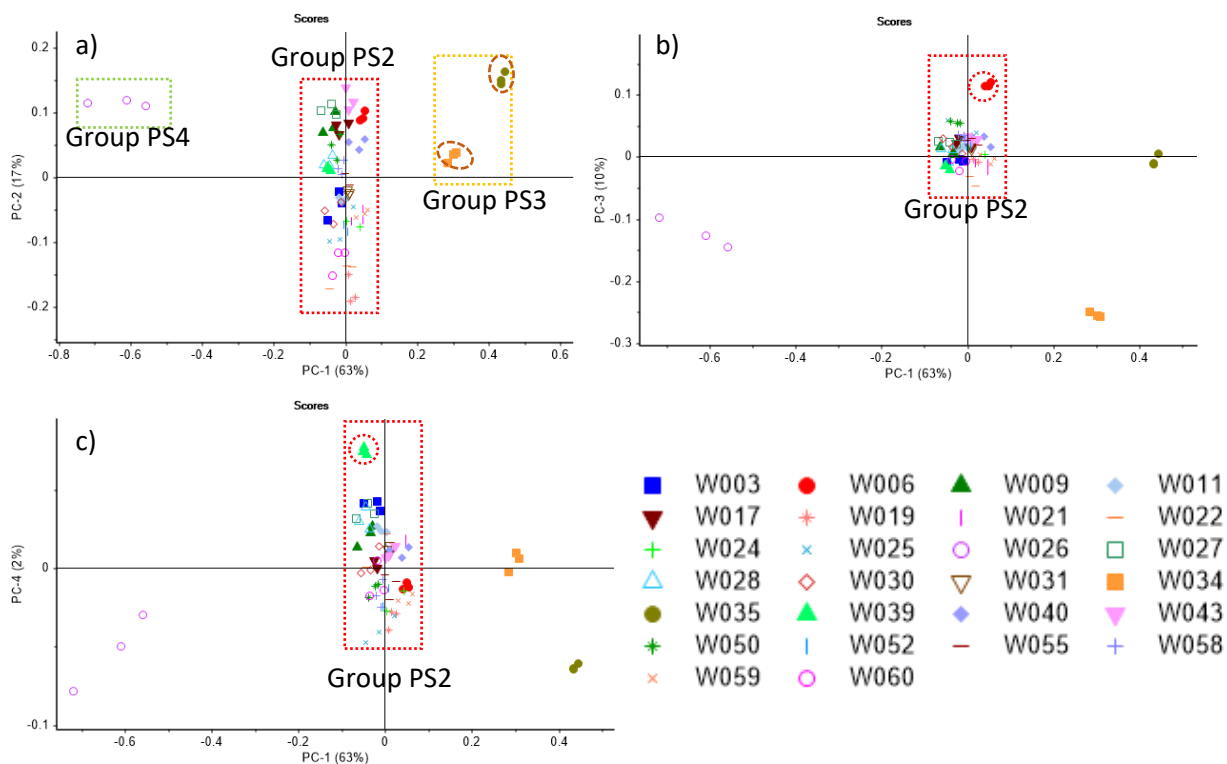 Scores
a)
Group PS2
Group PS4
Group PS3
PC-2 (17%)
0.2
0.1
0
-0.1
-0.2
-0.8
-0.6
-0.4
-0.2
0
0.2
0.4
0.6
PC-1 (63%)
Scores
b)
Group PS2
PC-3 (10%)
0.2
0.1
0
-0.1
-0.2
-0.3
-0.6
-0.4
-0.2
0
0.2
0.4
PC-1 (63%)
Scores
c)
Group PS2
PC-4 (2%)
0
-0.1
-0.6
-0.4
-0.2
0
0.2
0.4
PC-1 (63%)
W003 W006 W009 W011
W017 W019 W021 W022
W024 W025 W026 W027
W028 W030 W031 W034
W035 W039 W040 W043
W050 W052 W055 W058
W059 W060